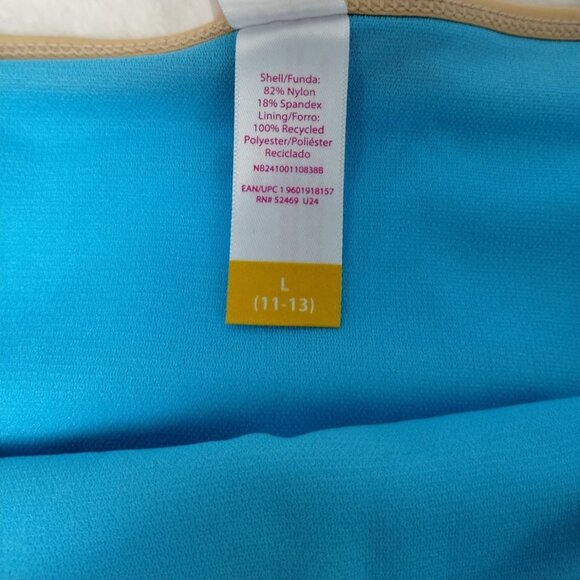 Shell/Funda:
82% Nylon
18% Spandex
Lining/Forro:
100% Recycled
Polyester/Poliéster
Reciclado
NB24100110838B
EAN/UPC 1 9601918157
RN# 52469 U24
L
(11-13)